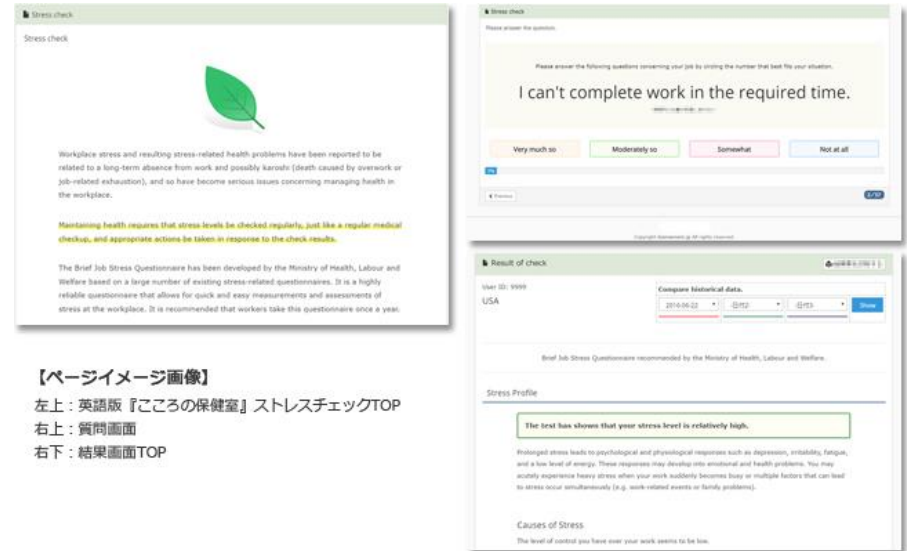 Stress check
Stress check
Workplace stress and resulting stress-related health problems have been reported to be
related to a long-term absence from work and possibly karoshi (death caused by overwork or
job-related exhaustion), and so have become serious issues concerning managing health in
the workplace.
Maintaining health requires that stress levels be checked regularly, just like a regular medical
checkup, and appropriate actions be taken in response to the check results.
The Brief Job Stress Questionnaire has been developed by the Ministry of Health, Labour and
Welfare based on a large number of existing stress-related questionnaires. It is a highly
reliable questionnaire that allows for quick and easy measurements and assessments of
stress at the workplace. It is recommended that workers take this questionnaire once a year.
【ページイメージ画像】
左上：英語版『こころの保健室』ストレスチェックTOP
右上：質問画面
右下：結果画面TOP
Stress check
Please answer the question.
Please answer the following questions concerning your job by circling the number that best fits your situation.
I can't complete work in the required time.
Very much so
Moderately so
Somewhat
Not at all
Previous
2/57
All rights reserved
Result of check
User ID: 9999
USA
Compare historical data.
2016-06-22
-日付2-
-日付3-
Show
Brief Job Stress Questionnaire recommended by the Ministry of Health, Labour and Welfare.
Stress Profile
The test has shown that your stress level is relatively high.
Prolonged stress leads to psychological and physiological responses such as depression, irritability, fatigue,
and a low level of energy. These responses may develop into emotional and health problems. You may
acutely experience heavy stress when your work suddenly becomes busy or multiple factors that can lead
to stress occur simultaneously (e.g. work-related events or family problems).
Causes of Stress
The level of control you have over your work seems to be low.